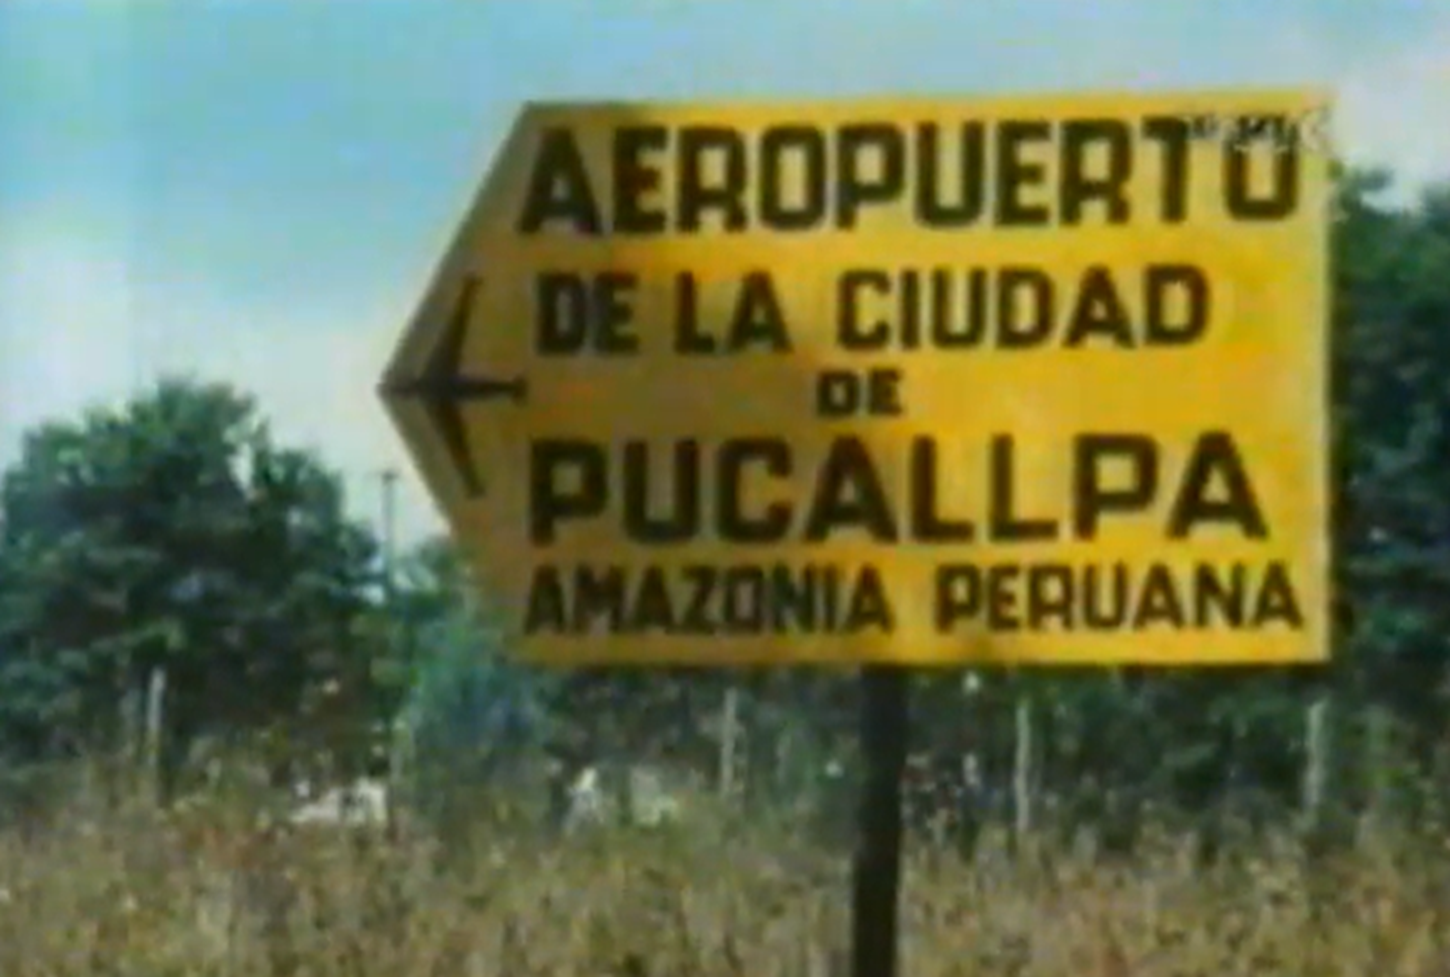 AEROPUERTO
DE LA CIUDAD
DE
PUCALLPA
AMAZONIA PERUANA